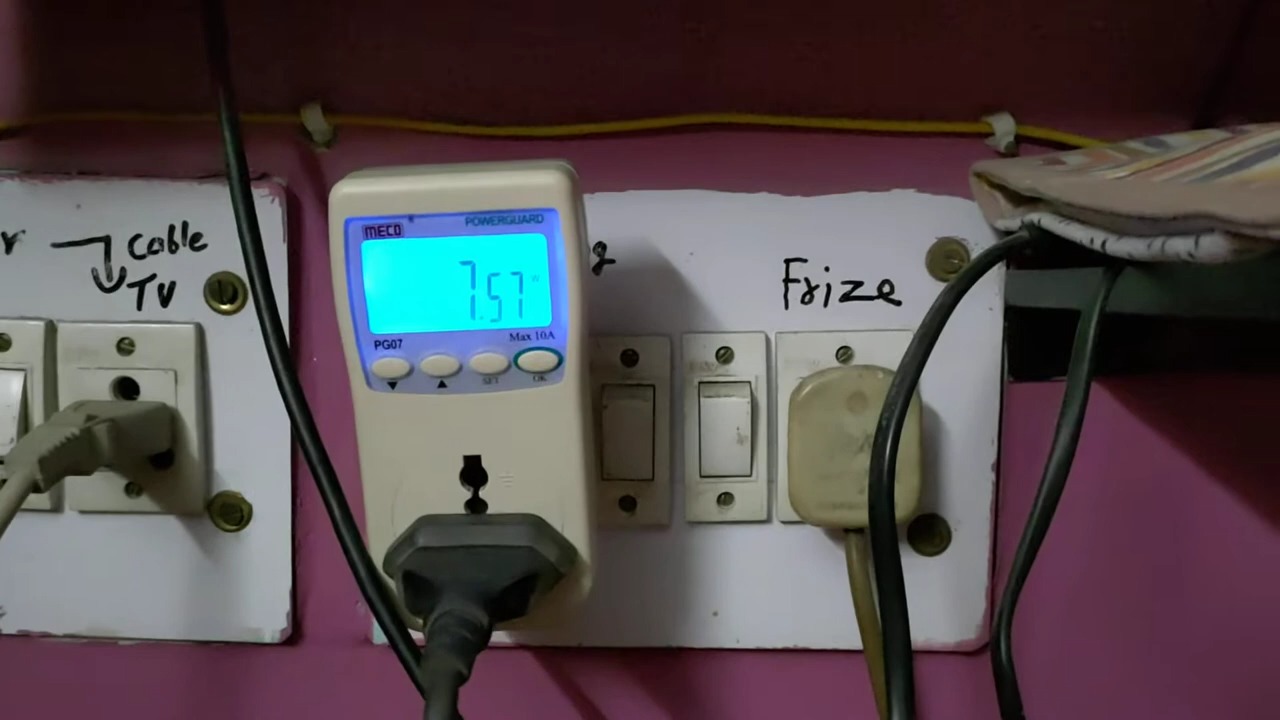 r
Cable
TV
MECO
POWERGUARD
7.57 W
PG07
Max 10A
SET
OK
g
Frize